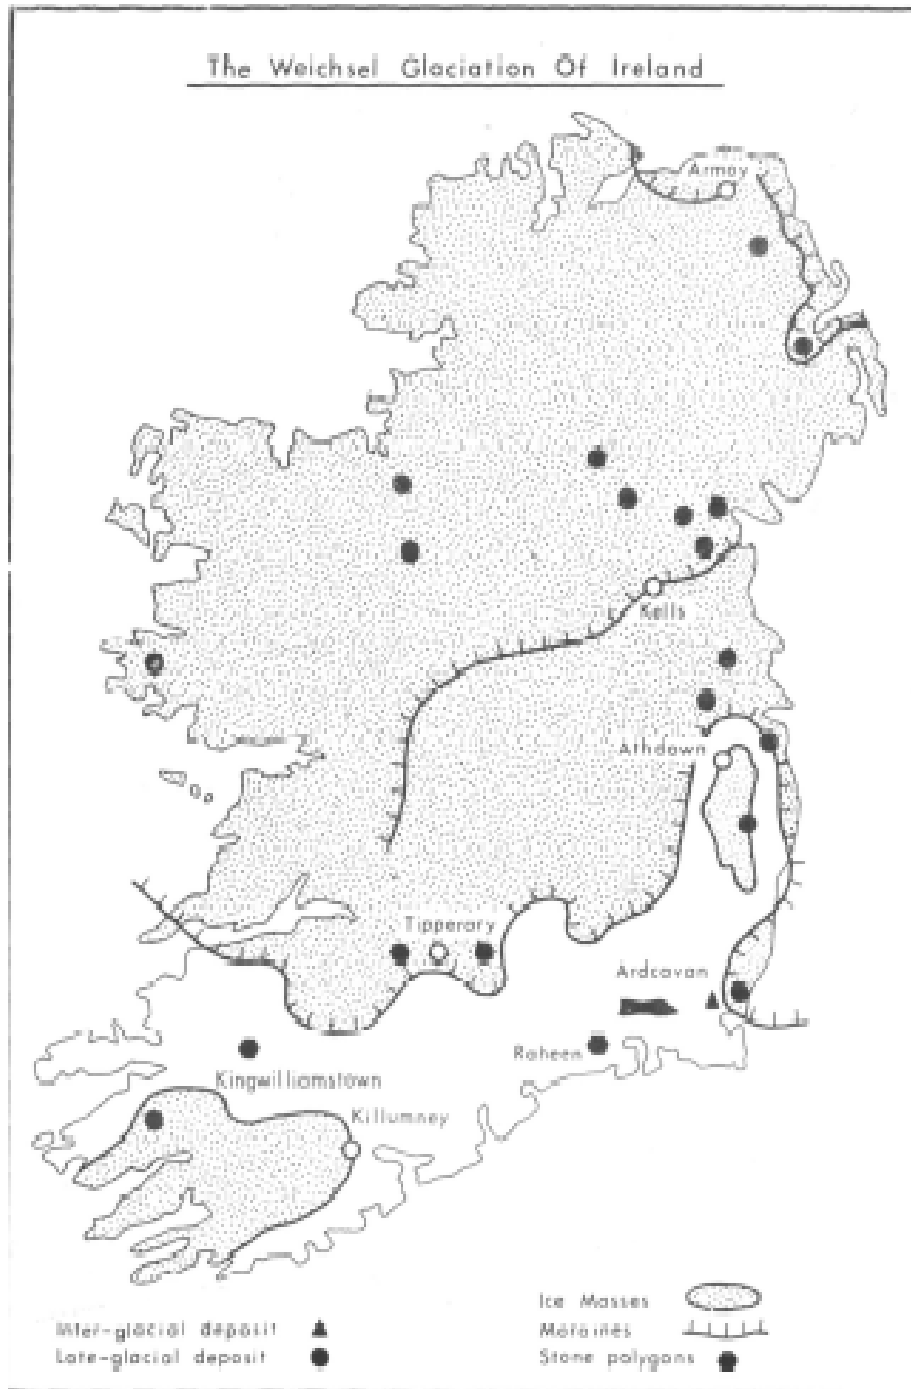 The Weichsel Glaciation Of Ireland
Armoy
Kells
Athdown
Tipperary
Ardcavan
Raheen
Kingwilliamstown
Killumney
Ice Masses
Inter-glacial deposit
Moraines
Late-glacial deposit
Stone polygons